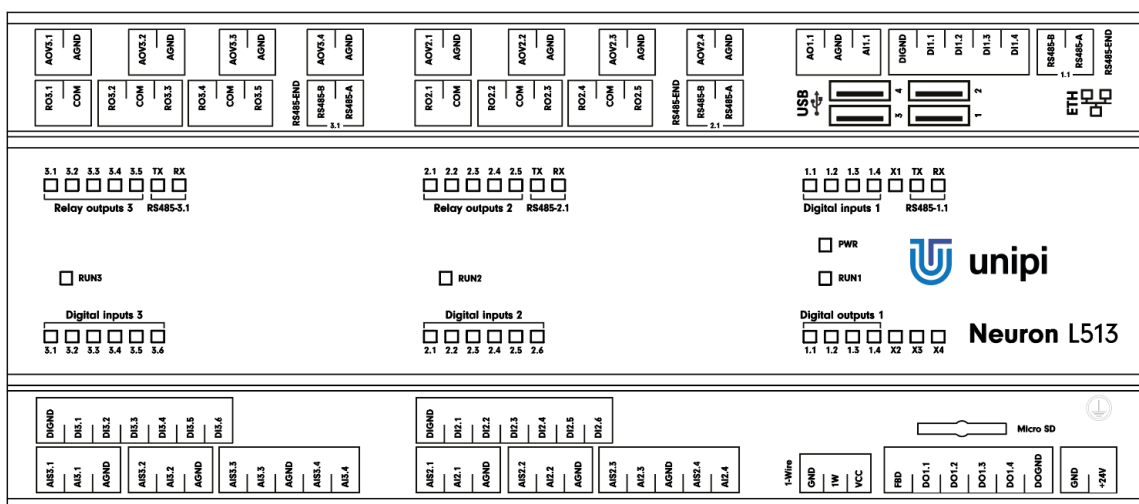 AOV3.1 AGND AOV3.2 AGND AOV3.3 AGND AOV3.4 AGND AOV2.1 AGND AOV2.2 AGND AOV2.3 AGND AOV2.4 AGND AO1.1 AGND AI1.1 DIGND DI1.1 DI1.2 DI1.3 DI1.4 RS485-B RS485-A RS485-END
1.1
RO3.1 COM RO3.2 COM RO3.3 RO3.4 COM RO3.5 RS485-END RS485-B RS485-A RO2.1 COM RO2.2 COM RO2.3 RO2.4 COM RO2.5 RS485-END RS485-B RS485-A USB 4 2 ETH
3 1
3.1 2.1
3.1 3.2 3.3 3.4 3.5 TX RX 2.1 2.2 2.3 2.4 2.5 TX RX 1.1 1.2 1.3 1.4 X1 TX RX
Relay outputs 3 RS485-3.1 Relay outputs 2 RS485-2.1 Digital inputs 1 RS485-1.1
PWR
unipi
RUN3 RUN2 RUN1
Digital inputs 3 Digital inputs 2 Digital outputs 1
Neuron L513
3.1 3.2 3.3 3.4 3.5 3.6 2.1 2.2 2.3 2.4 2.5 2.6 1.1 1.2 1.3 1.4 X2 X3 X4
DIGND DI3.1 DI3.2 DI3.3 DI3.4 DI3.5 DI3.6 DIGND DI2.1 DI2.2 DI2.3 DI2.4 DI2.5 DI2.6 Micro SD
AIS3.1 AI3.1 AGND AIS3.2 AI3.2 AGND AIS3.3 AI3.3 AGND AIS3.4 AI3.4 AIS2.1 AI2.1 AGND AIS2.2 AI2.2 AGND AIS2.3 AI2.3 AGND AIS2.4 AI2.4 1-Wire GND 1W VCC FBD DO1.1 DO1.2 DO1.3 DO1.4 DOGND GND +24V